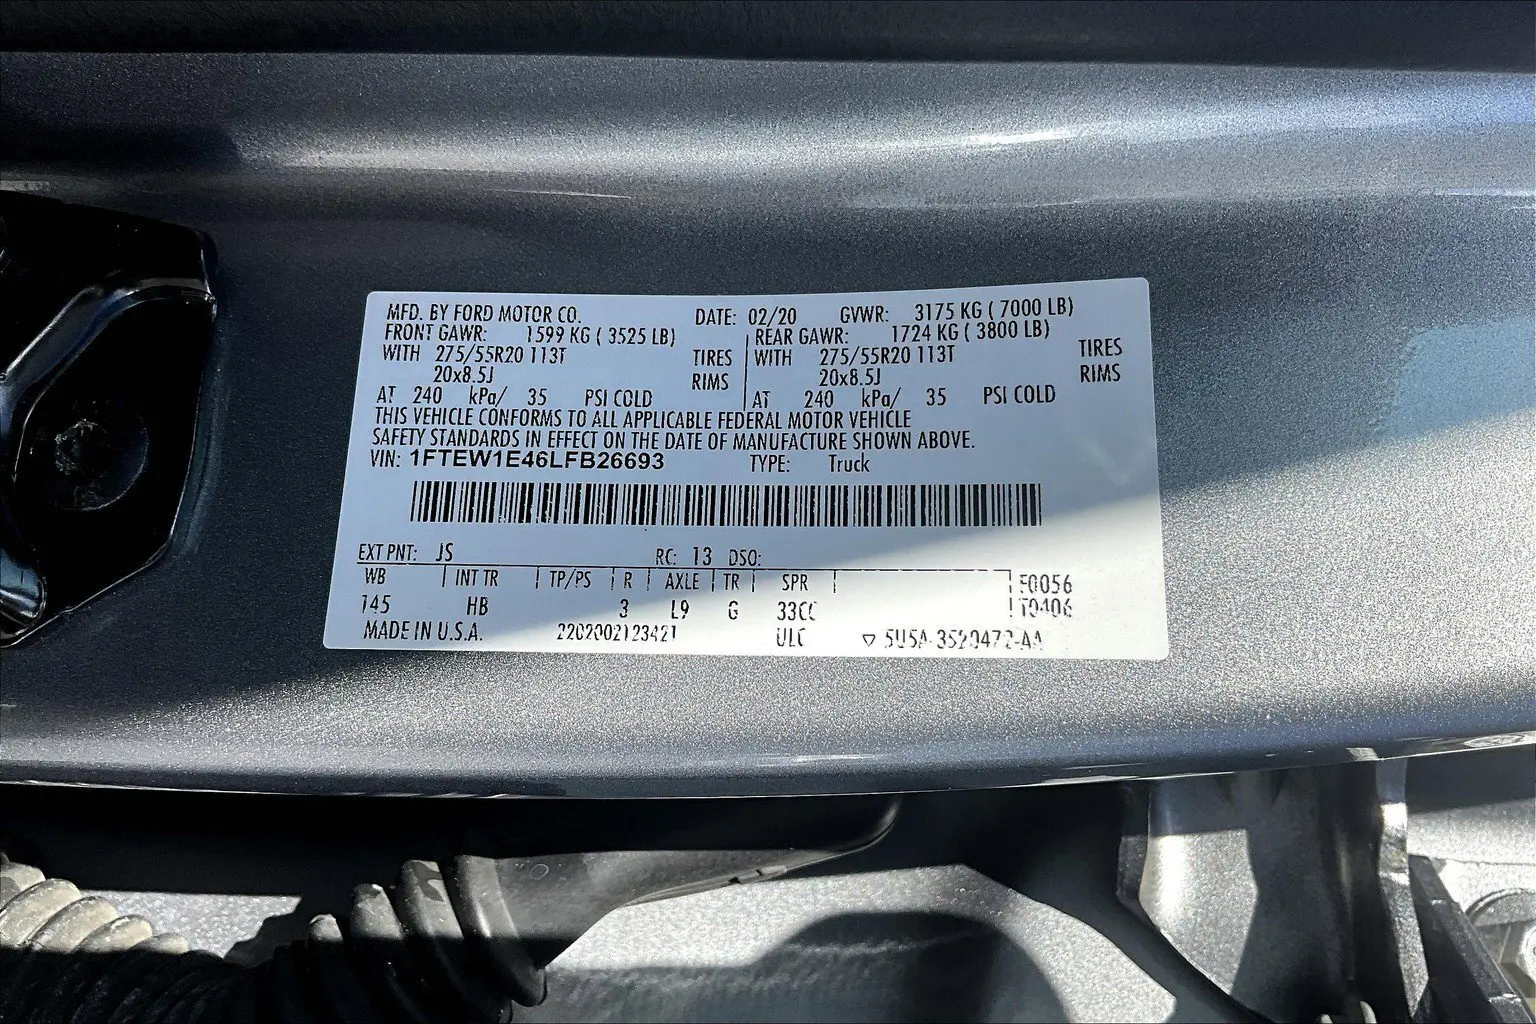 MFD. BY FORD MOTOR CO. DATE: 02/20 GVWR: 3175 KG ( 7000 LB)
FRONT GAWR: 1599 KG ( 3525 LB) REAR GAWR: 1724 KG ( 3800 LB)
WITH 275/55R20 113T TIRES WITH 275/55R20 113T TIRES
20x8.5J RIMS 20x8.5J RIMS
AT 240 kPa/ 35 PSI COLD AT 240 kPa/ 35 PSI COLD
THIS VEHICLE CONFORMS TO ALL APPLICABLE FEDERAL MOTOR VEHICLE
SAFETY STANDARDS IN EFFECT ON THE DATE OF MANUFACTURE SHOWN ABOVE.
VIN: 1FTEW1E46LFB26693 TYPE: Truck
EXT PNT: JS RC: 13 DSO:
WB INT TR TP/PS R AXLE TR SPR F0056
145 HB 3 L9 G 33CC T0406
MADE IN U.S.A. 2202002123421 ULC